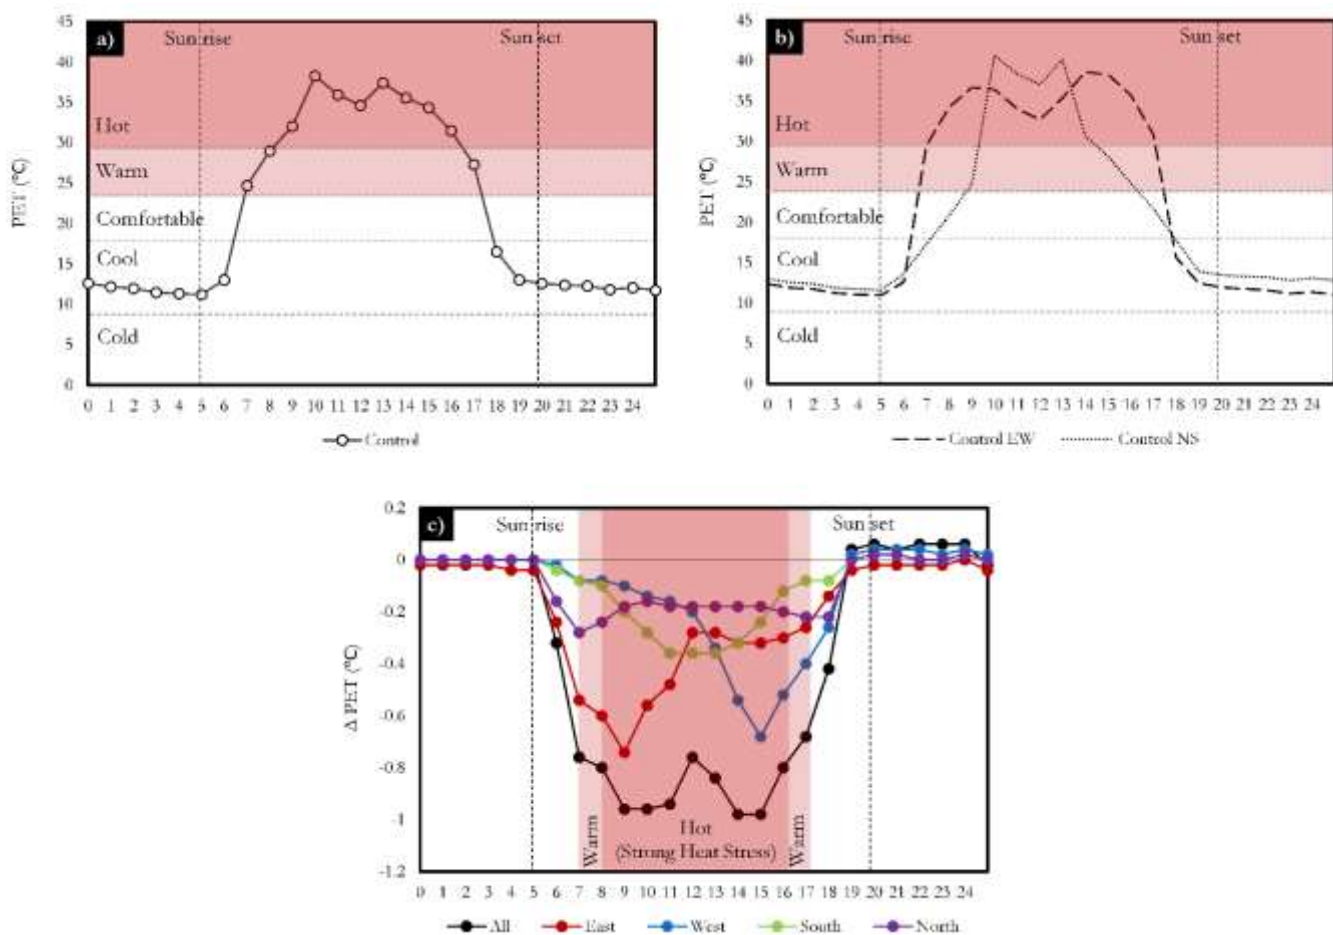 a)
Sun rise
Sun set
45
40
35
30
25
20
15
10
5
0
PET (°C)
Hot
Warm
Comfortable
Cool
Cold
0 1 2 3 4 5 6 7 8 9 10 11 12 13 14 15 16 17 18 19 20 21 22 23 24
Control
b)
Sun rise
Sun set
45
40
35
30
25
20
15
10
5
0
PET (°C)
Hot
Warm
Comfortable
Cool
Cold
0 1 2 3 4 5 6 7 8 9 10 11 12 13 14 15 16 17 18 19 20 21 22 23 24
Control EW Control NS
c)
Sun rise
Sun set
0.2
0
-0.2
-0.4
-0.6
-0.8
-1
-1.2
Δ PET (°C)
Warm
Hot
(Strong Heat Stress)
Warm
0 1 2 3 4 5 6 7 8 9 10 11 12 13 14 15 16 17 18 19 20 21 22 23 24
All East West South North